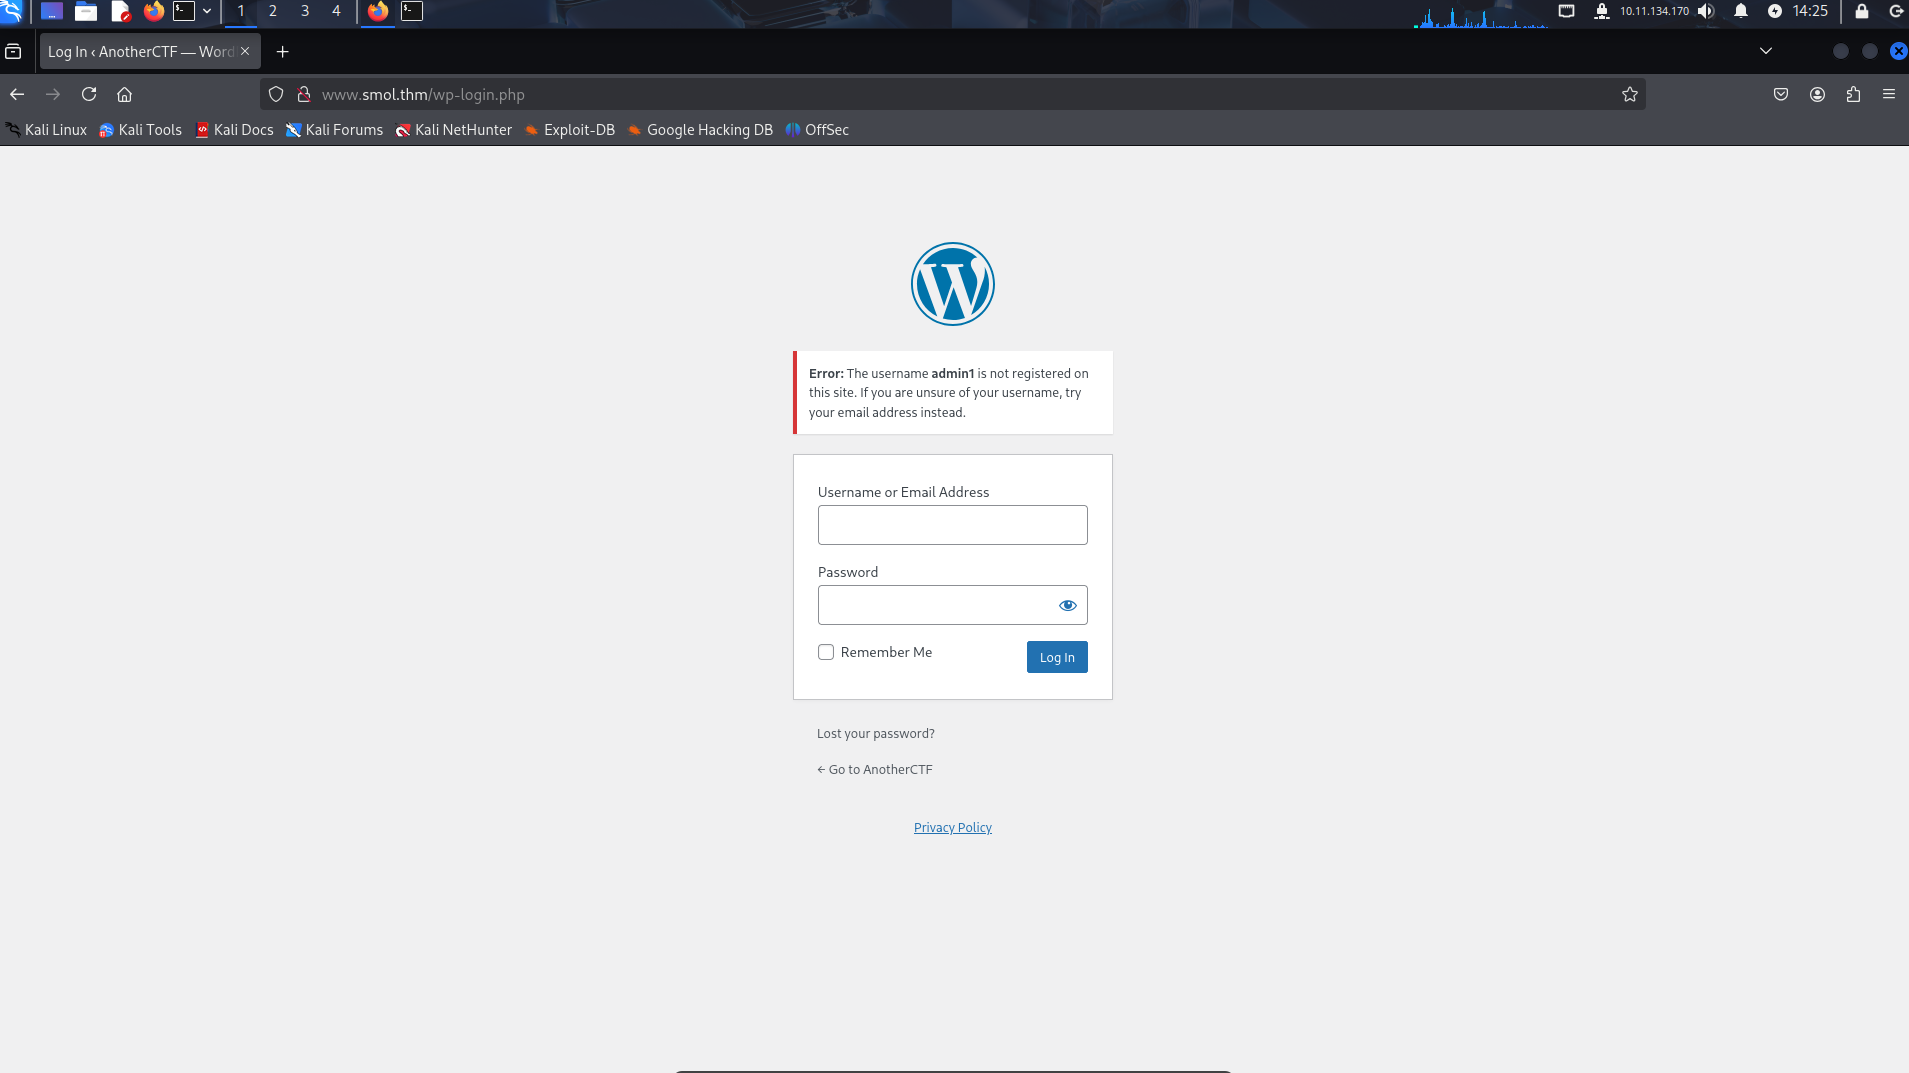 1 2 3 4 10.11.134.170 14:25
Log In ‹ AnotherCTF — Word
www.smol.thm/wp-login.php
Kali Linux Kali Tools Kali Docs Kali Forums Kali NetHunter Exploit-DB Google Hacking DB OffSec
Error: The username admin1 is not registered on
this site. If you are unsure of your username, try
your email address instead.
Username or Email Address
Password
Remember Me Log In
Lost your password?
← Go to AnotherCTF
Privacy Policy